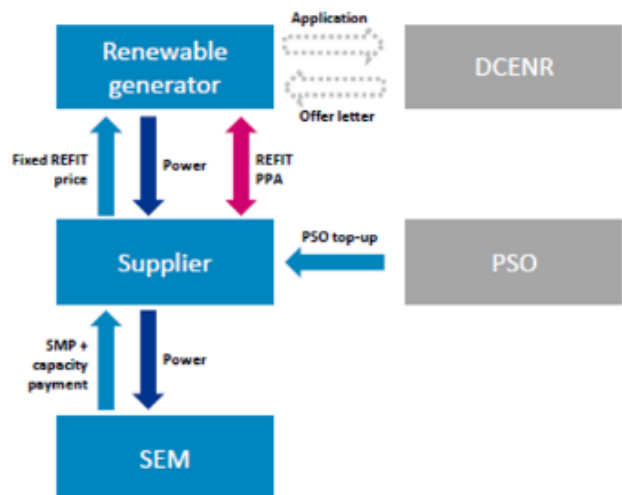 Application
Renewable
generator
DCENR
Offer letter
Fixed REFIT
price
Power
REFIT
PPA
PSO top-up
Supplier
PSO
SMP +
capacity
payment
Power
SEM